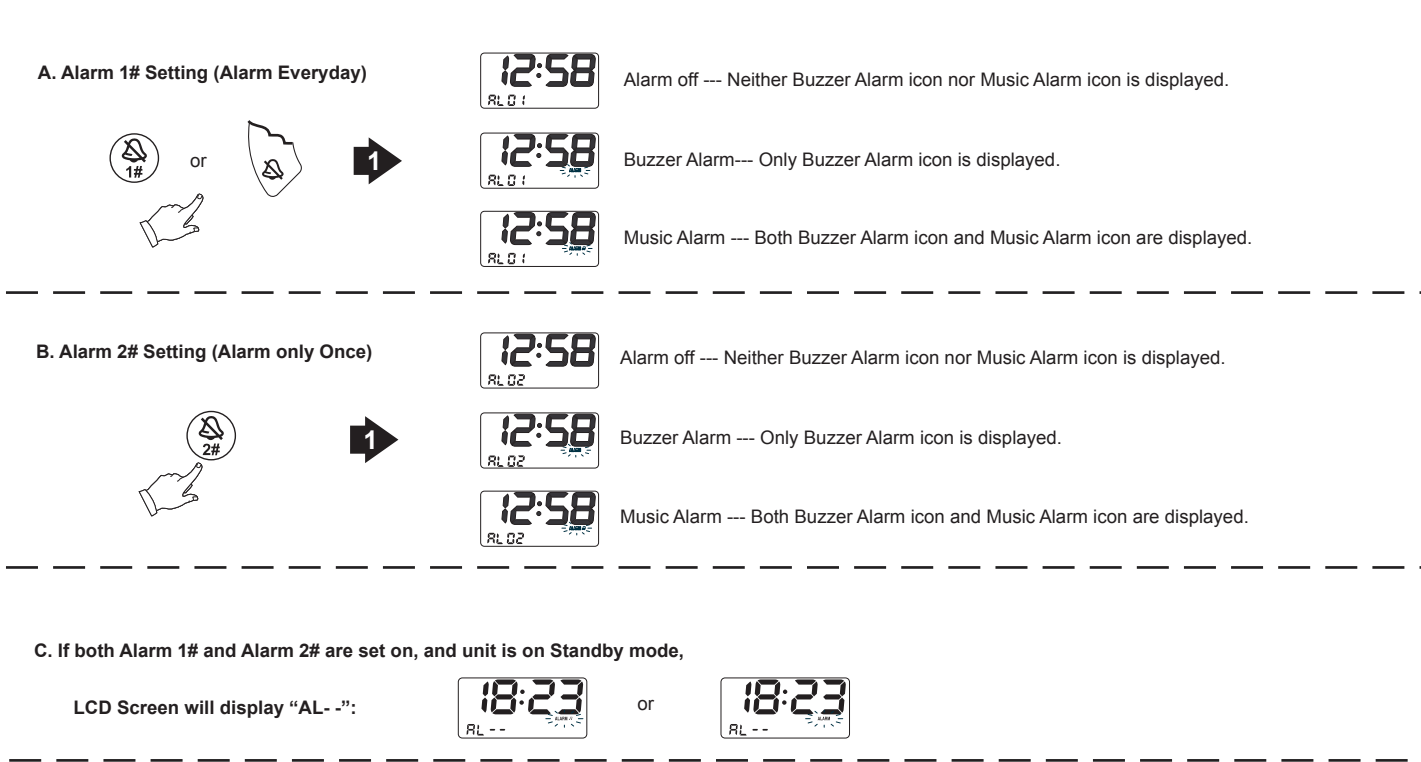 A. Alarm 1# Setting (Alarm Everyday)
12:58
AL01
Alarm off --- Neither Buzzer Alarm icon nor Music Alarm icon is displayed.
1#
or
1
12:58
ALARM
AL01
Buzzer Alarm--- Only Buzzer Alarm icon is displayed.
12:58
ALARM
AL01
Music Alarm --- Both Buzzer Alarm icon and Music Alarm icon are displayed.
B. Alarm 2# Setting (Alarm only Once)
12:58
AL02
Alarm off --- Neither Buzzer Alarm icon nor Music Alarm icon is displayed.
2#
1
12:58
ALARM
AL02
Buzzer Alarm --- Only Buzzer Alarm icon is displayed.
12:58
ALARM
AL02
Music Alarm --- Both Buzzer Alarm icon and Music Alarm icon are displayed.
C. If both Alarm 1# and Alarm 2# are set on, and unit is on Standby mode,
LCD Screen will display “AL- -”:
18:23
ALARM
AL --
or
18:23
ALARM
AL --